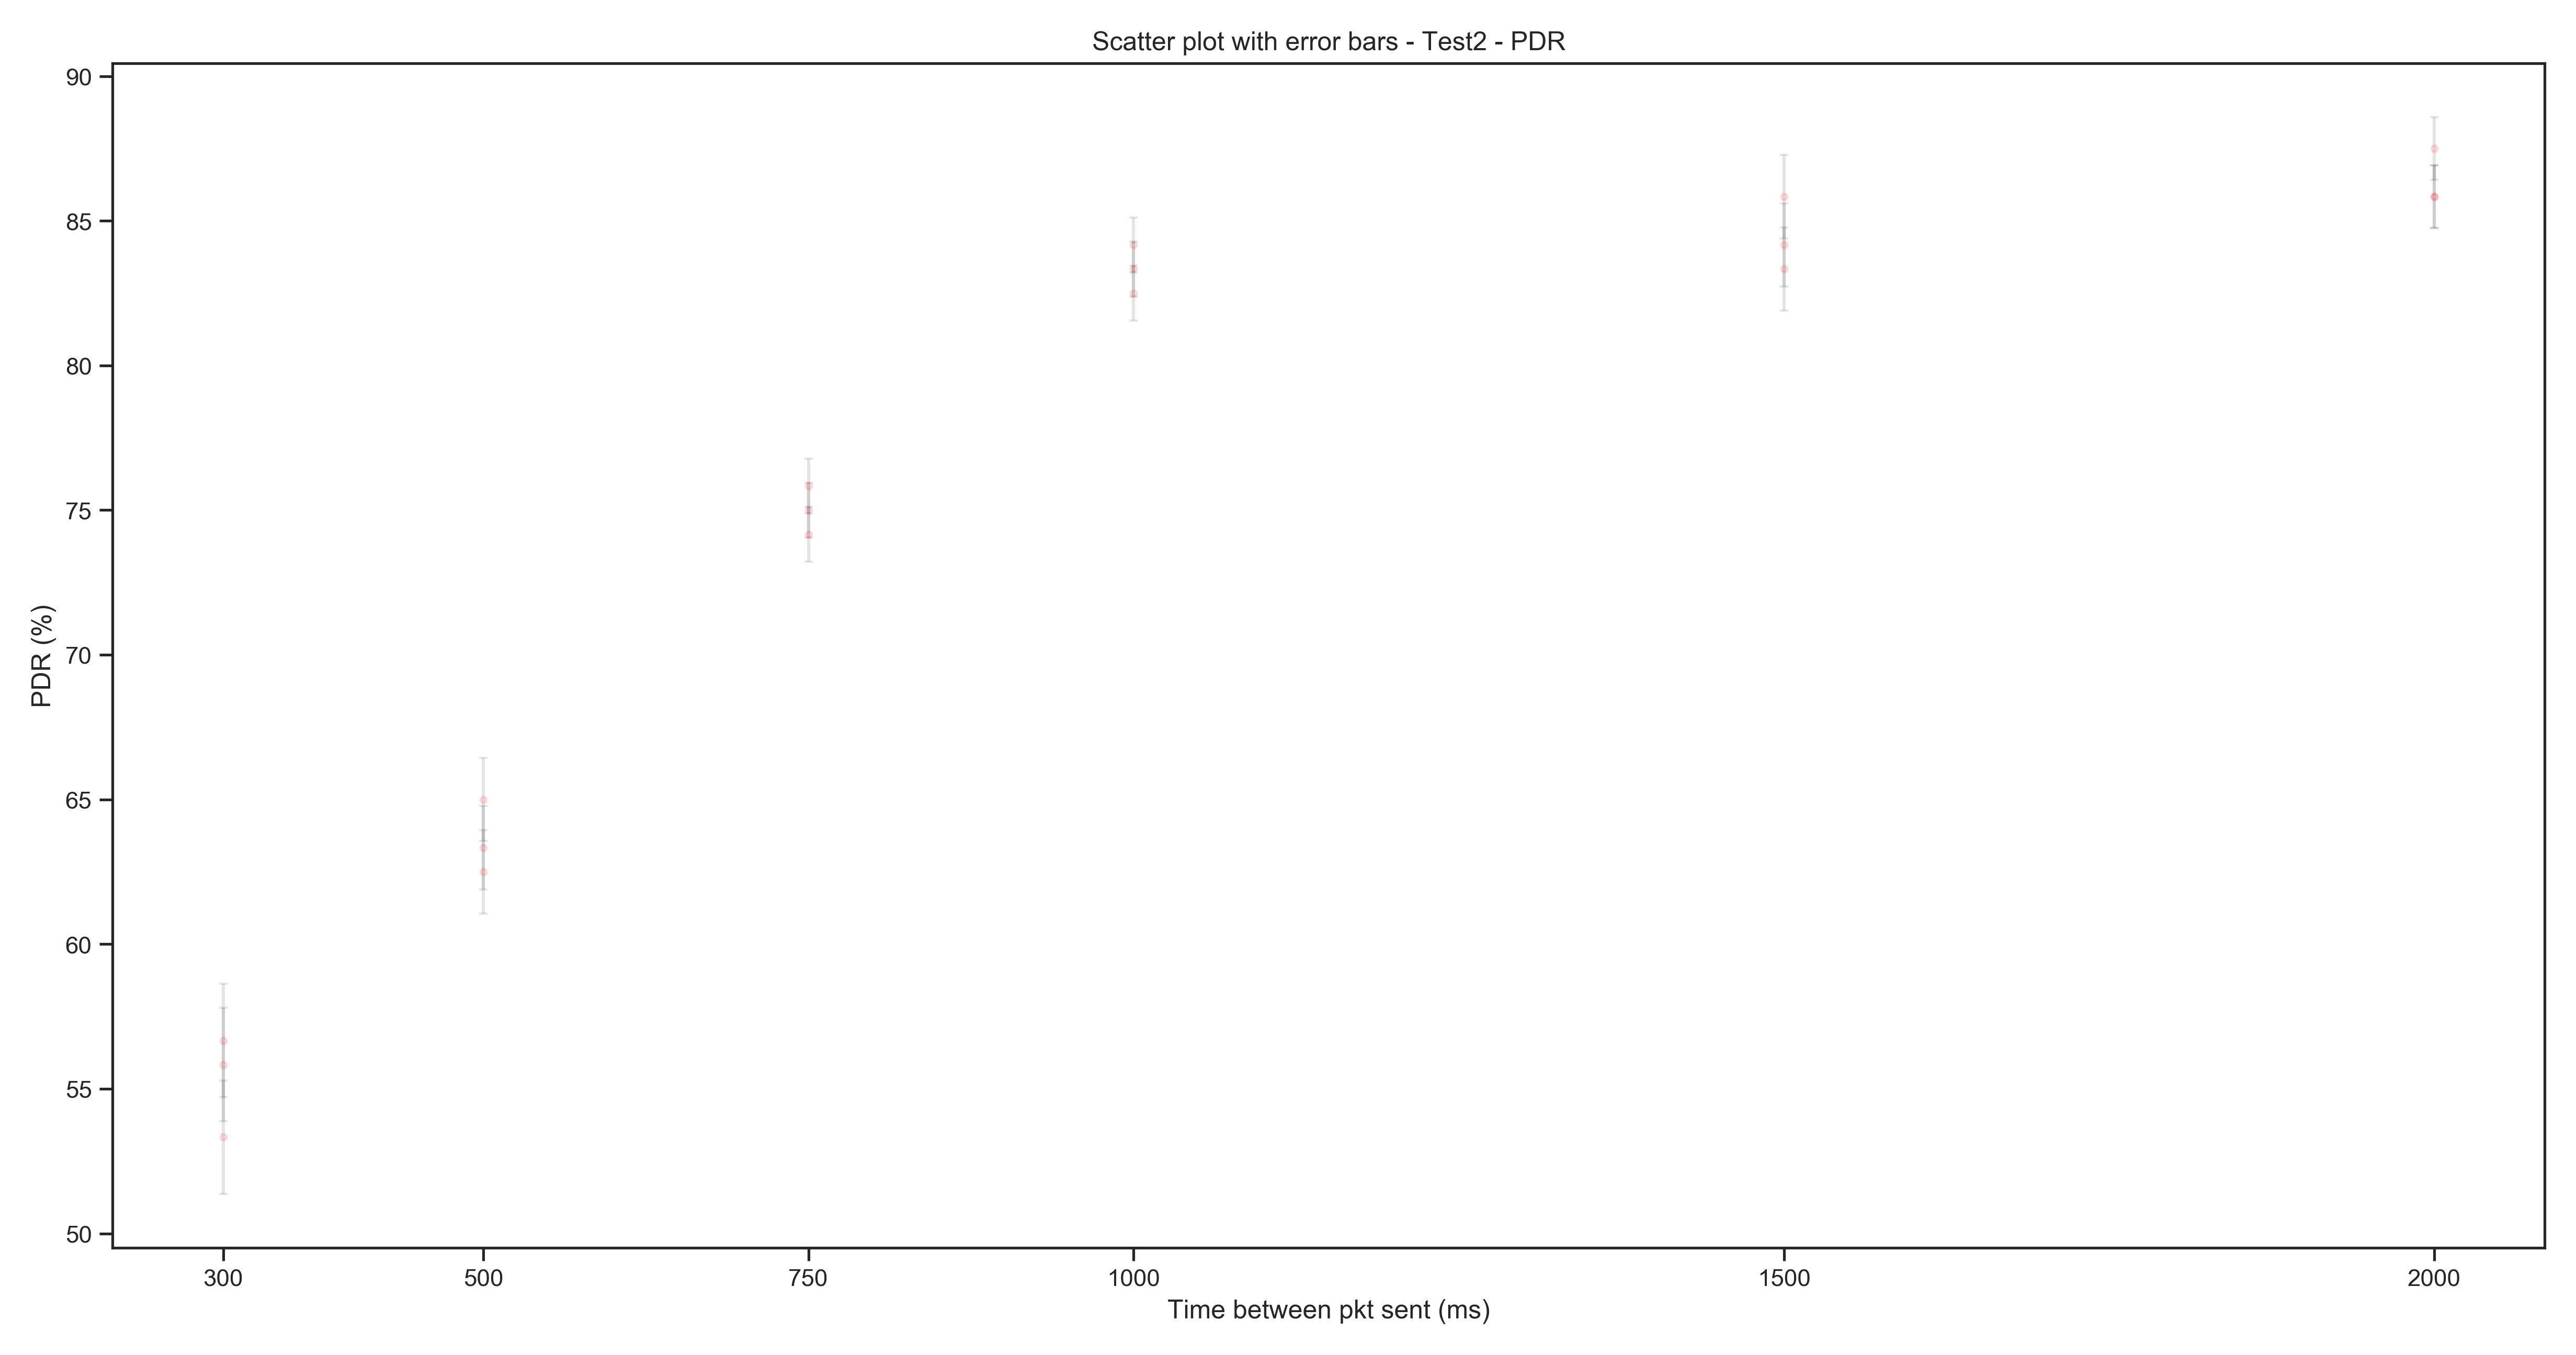 Scatter plot with error bars - Test2 - PDR
90
85
80
75
70
65
60
55
50
PDR (%)
300 500 750 1000 1500 2000
Time between pkt sent (ms)